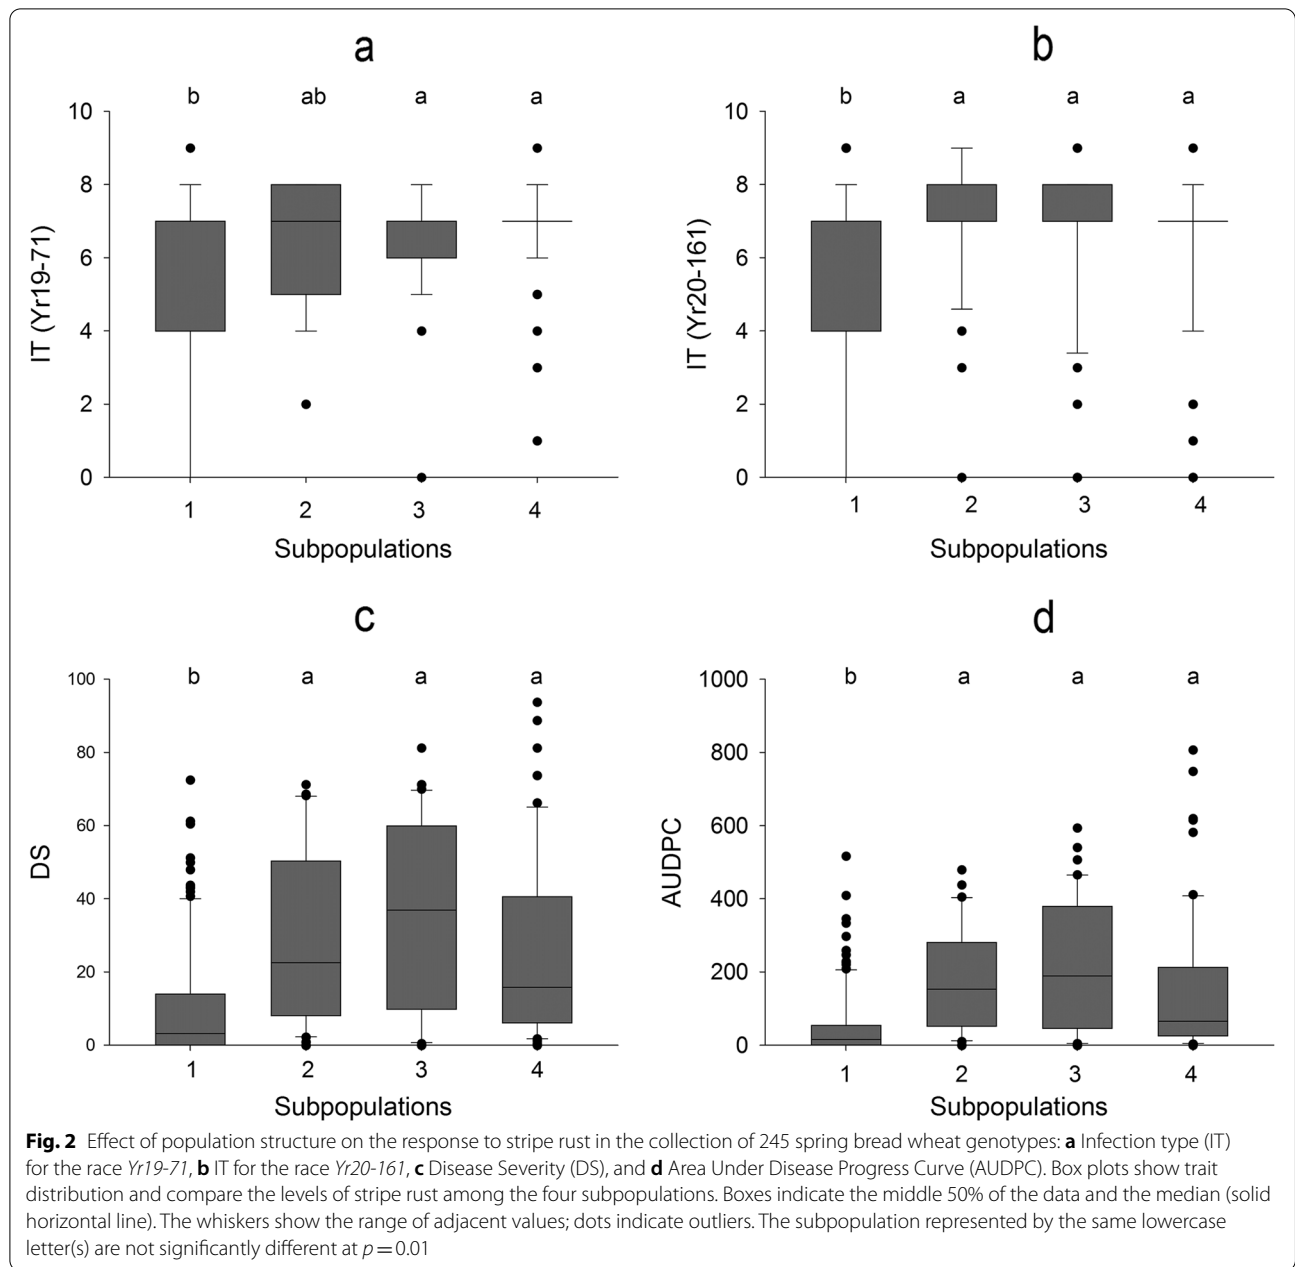 a
b ab a a
10
8
6
4
2
0
IT (Yr19-71)
1 2 3 4
Subpopulations
b
b a a a
10
8
6
4
2
0
IT (Yr20-161)
1 2 3 4
Subpopulations
c
b a a a
100
80
60
40
20
0
DS
1 2 3 4
Subpopulations
d
b a a a
1000
800
600
400
200
0
AUDPC
1 2 3 4
Subpopulations
Fig. 2 Effect of population structure on the response to stripe rust in the collection of 245 spring bread wheat genotypes: a Infection type (IT)
for the race Yr19-71, b IT for the race Yr20-161, c Disease Severity (DS), and d Area Under Disease Progress Curve (AUDPC). Box plots show trait
distribution and compare the levels of stripe rust among the four subpopulations. Boxes indicate the middle 50% of the data and the median (solid
horizontal line). The whiskers show the range of adjacent values; dots indicate outliers. The subpopulation represented by the same lowercase
letter(s) are not significantly different at p = 0.01